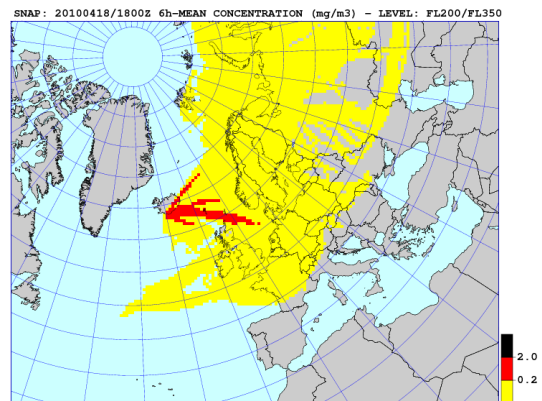 SNAP: 20100418/1800Z 6h-MEAN CONCENTRATION (mg/m3) - LEVEL: FL200/FL350
2.0
0.2